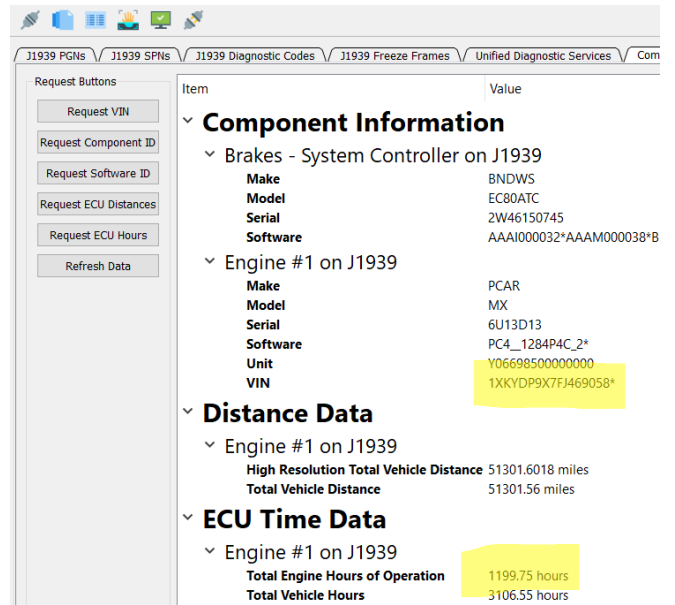 J1939 PGNs J1939 SPNs J1939 Diagnostic Codes J1939 Freeze Frames Unified Diagnostic Services Com
Request Buttons
Request VIN
Request Component ID
Request Software ID
Request ECU Distances
Request ECU Hours
Refresh Data
Item Value
Component Information
Brakes - System Controller on J1939
Make BNDWS
Model EC80ATC
Serial 2W46150745
Software AAAI000032*AAAM000038*B
Engine #1 on J1939
Make PCAR
Model MX
Serial 6U13D13
Software PC4__1284P4C_2*
Unit Y06698500000000
VIN 1XKYDP9X7FJ469058*
Distance Data
Engine #1 on J1939
High Resolution Total Vehicle Distance 51301.6018 miles
Total Vehicle Distance 51301.56 miles
ECU Time Data
Engine #1 on J1939
Total Engine Hours of Operation 1199.75 hours
Total Vehicle Hours 3106.55 hours